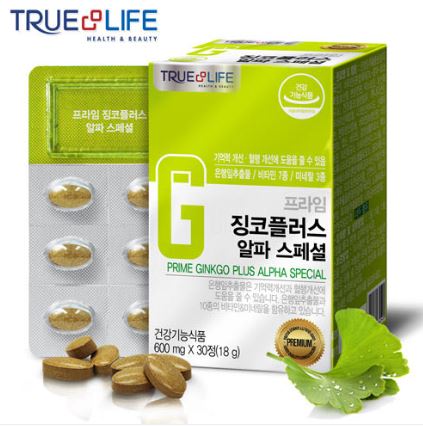 TRUE LIFE
HEALTH & BEAUTY
프라임 징코플러스
알파 스페셜
TRUE LIFE
HEALTH & BEAUTY
건강
기능식품
기억력 개선·혈행 개선에 도움을 줄 수 있음
은행잎추출물 / 비타민 7종 / 미네랄 3종
G
프라임
징코플러스
알파 스페셜
PRIME GINKGO PLUS ALPHA SPECIAL
은행잎추출물은 기억력개선과 혈행개선에
도움을 줄 수 있습니다. 은행잎추출물과
10종의 비타민&미네랄을 함유하고 있습니다.
건강기능식품
600 mg X 30정(18 g)
PREMIUM